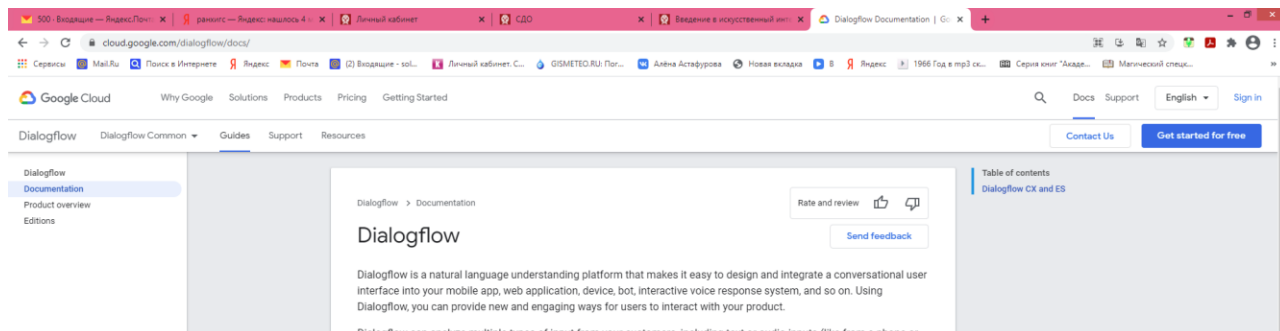 500 · Входящие — Яндекс.Почт
ранхигс — Яндекс: нашлось 4 м
Личный кабинет
СДО
Введение в искусственный инт
Dialogflow Documentation | Go
cloud.google.com/dialogflow/docs/
Сервисы Mail.Ru Поиск в Интернете Яндекс Почта (2) Входящие - sol... Личный кабинет. С... GISMETEO.RU: Пог... Алёна Астафурова Новая вкладка В Яндекс 1966 Год в mp3 ск... Серия книг "Акаде... Магический спецк... »
Google Cloud Why Google Solutions Products Pricing Getting Started Docs Support English Sign in
Dialogflow Dialogflow Common Guides Support Resources Contact Us Get started for free
Dialogflow
Documentation
Product overview
Editions
Dialogflow > Documentation
Rate and review
Dialogflow
Send feedback
Dialogflow is a natural language understanding platform that makes it easy to design and integrate a conversational user
interface into your mobile app, web application, device, bot, interactive voice response system, and so on. Using
Dialogflow, you can provide new and engaging ways for users to interact with your product.
Table of contents
Dialogflow CX and ES